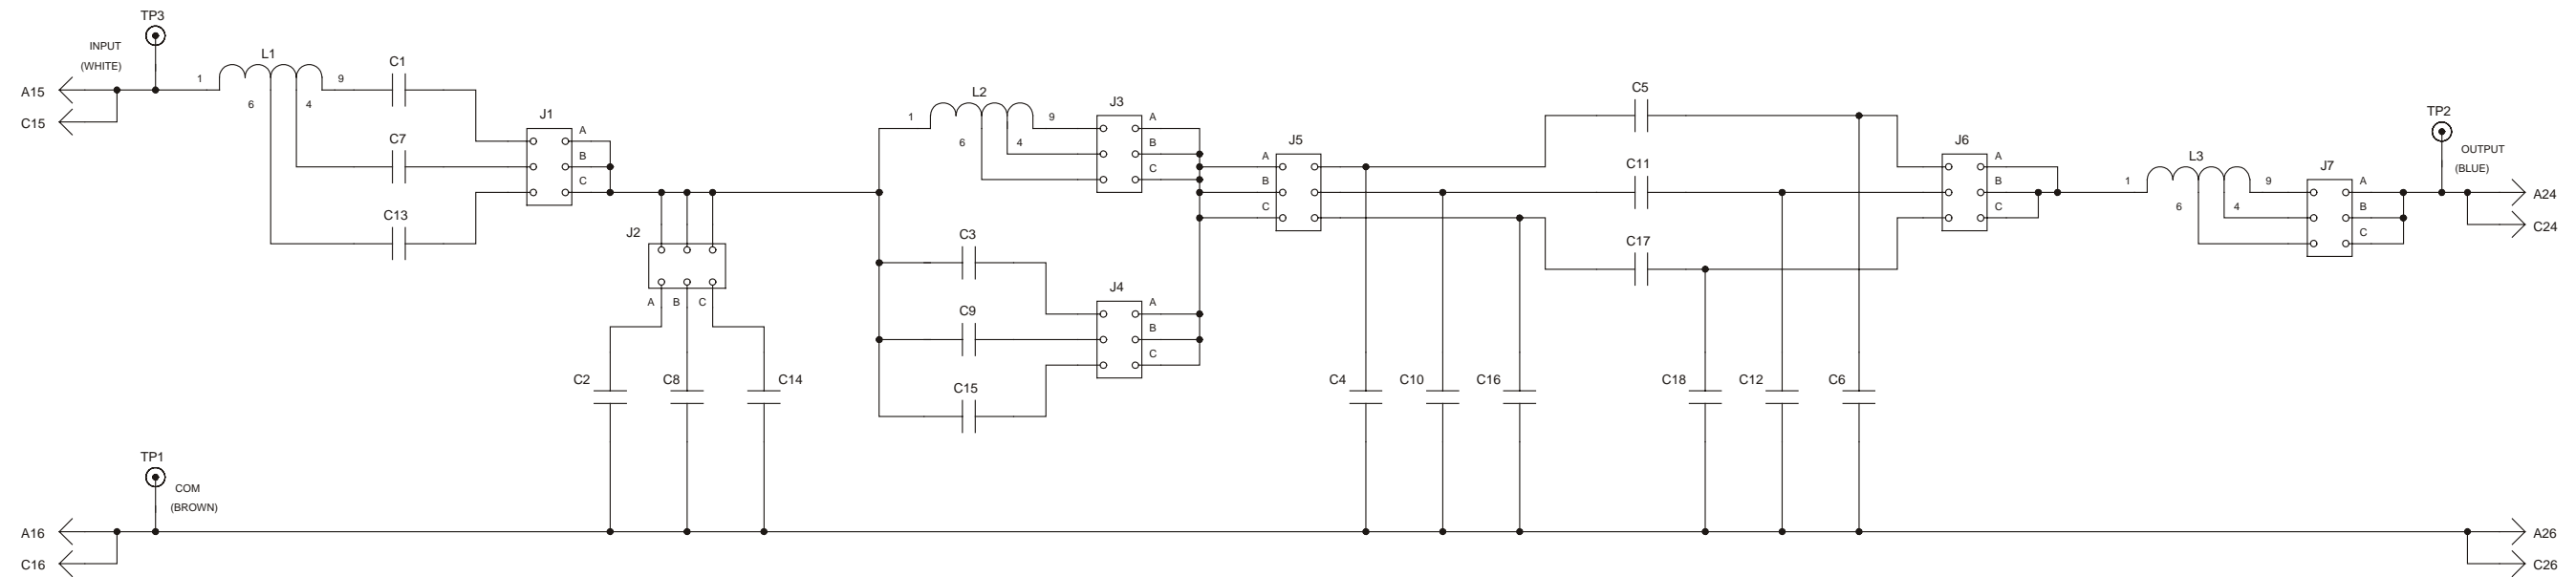 TP3
INPUT
(WHITE)
A15
C15
1
L1
6
4
9
C1
C7
C13
J1
A
B
C
J2
A
B
C
C2
C8
C14
1
L2
6
4
9
J3
A
B
C
C3
C9
C15
J4
A
B
C
J5
A
B
C
C4
C10
C16
C5
C11
C17
C18
C12
C6
J6
A
B
C
1
L3
6
4
9
J7
A
B
C
TP2
OUTPUT
(BLUE)
A24
C24
TP1
COM
(BROWN)
A16
C16
A26
C26